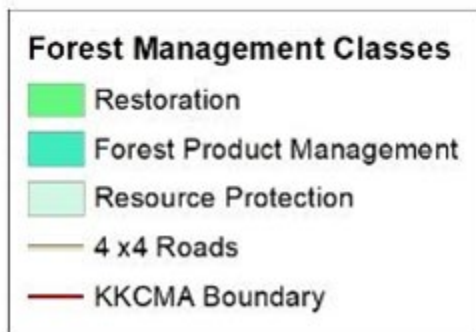 Forest Management Classes
Restoration
Forest Product Management
Resource Protection
4 x4 Roads
KKCMA Boundary